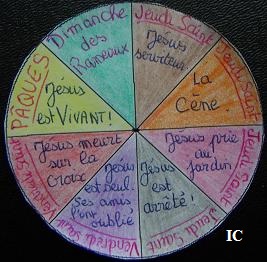 Dimanche
des
Rameaux
Jeudi Saint
Jésus
serviteur
Jeudi Saint
La
Cène.
Jeudi Saint
Jésus prie
au
jardin
Jeudi Saint
Jésus
est
arrêté!
Vendredi Saint
Jésus
est seul.
ses amis
l'ont
oublié
Vendredi Saint
Jésus meurt
sur la
Croix
PÂQUES
Jésus
est VIVANT!
IC